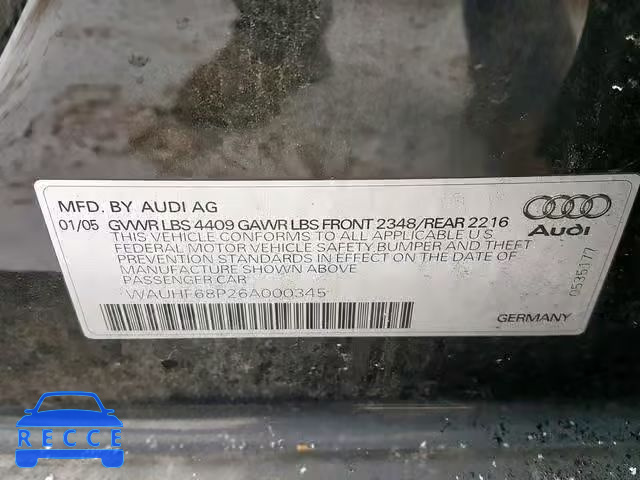 MFD. BY AUDI AG
01/05 GVWR LBS 4409 GAWR LBS FRONT 2348/REAR 2216
THIS VEHICLE CONFORMS TO ALL APPLICABLE U.S.
FEDERAL MOTOR VEHICLE SAFETY, BUMPER AND THEFT
PREVENTION STANDARDS IN EFFECT ON THE DATE OF
MANUFACTURE SHOWN ABOVE
PASSENGER CAR
WAUHF68P26A000345
Audi
0535177
GERMANY
RECCE